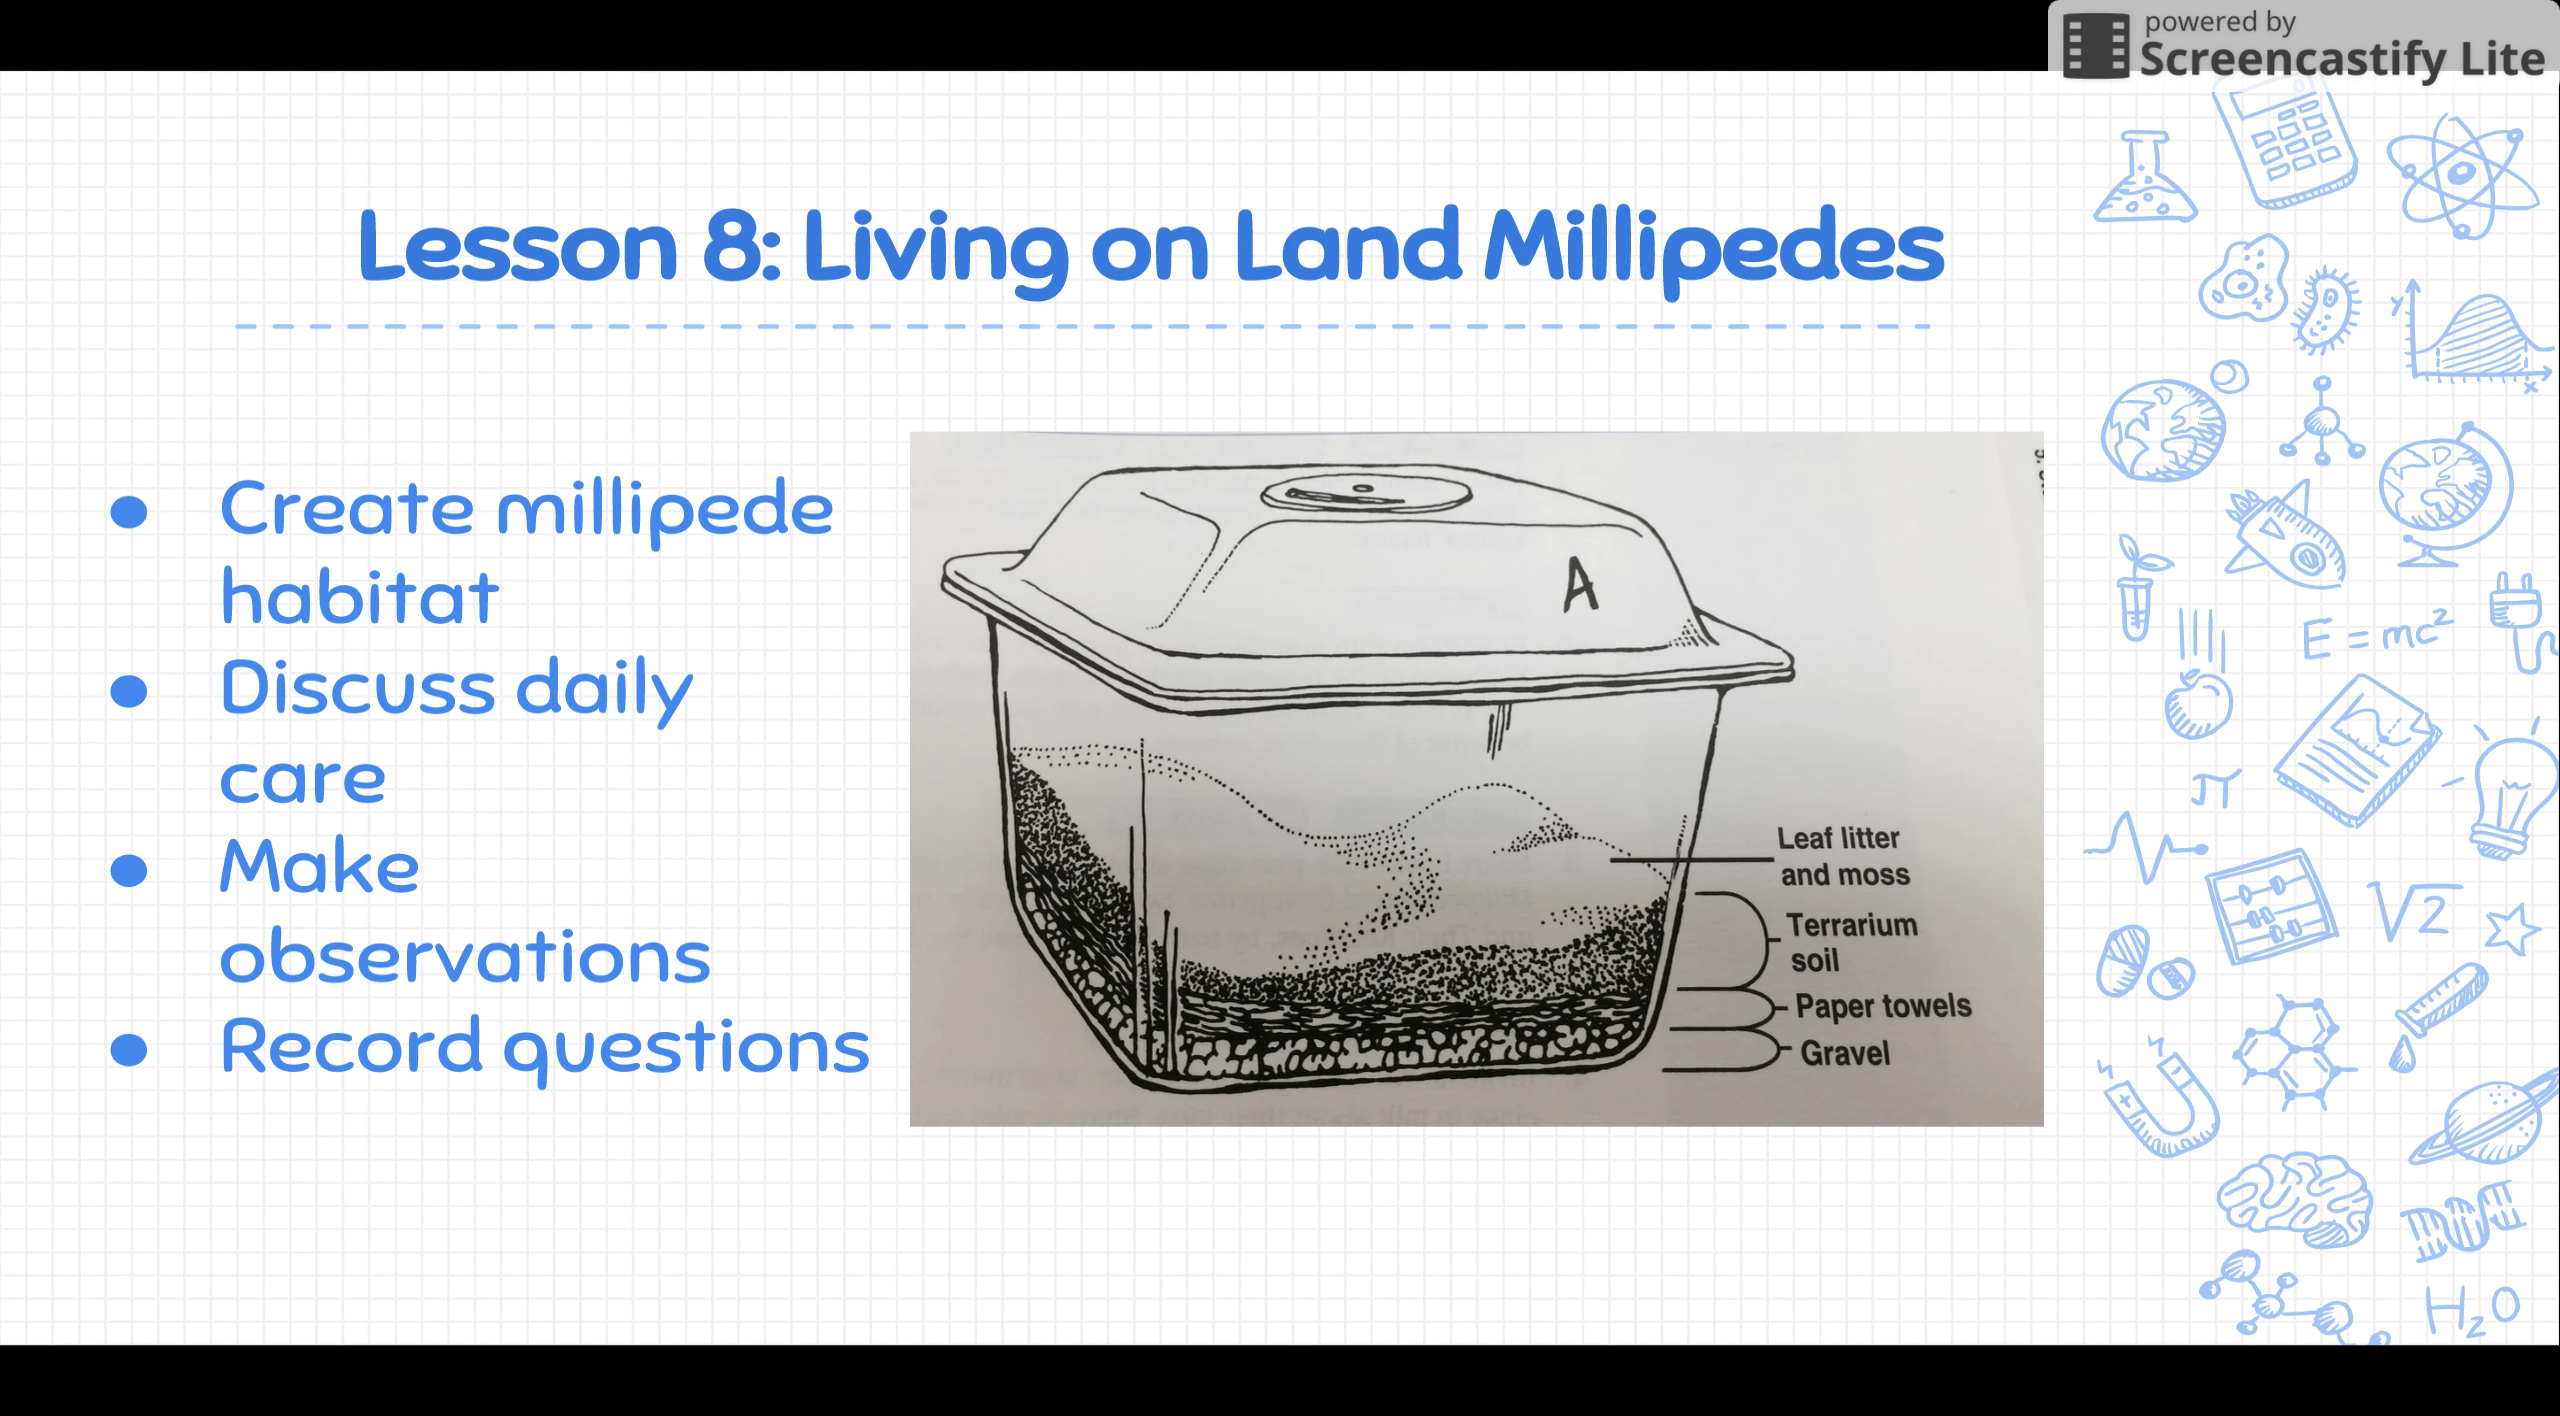 powered by
Screencastify Lite
Lesson 8: Living on Land Millipedes
● Create millipede
habitat
● Discuss daily
care
● Make
observations
● Record questions
A
Leaf litter
and moss
Terrarium
soil
Paper towels
Gravel
y
x
E = mc²
π
√2
H₂O